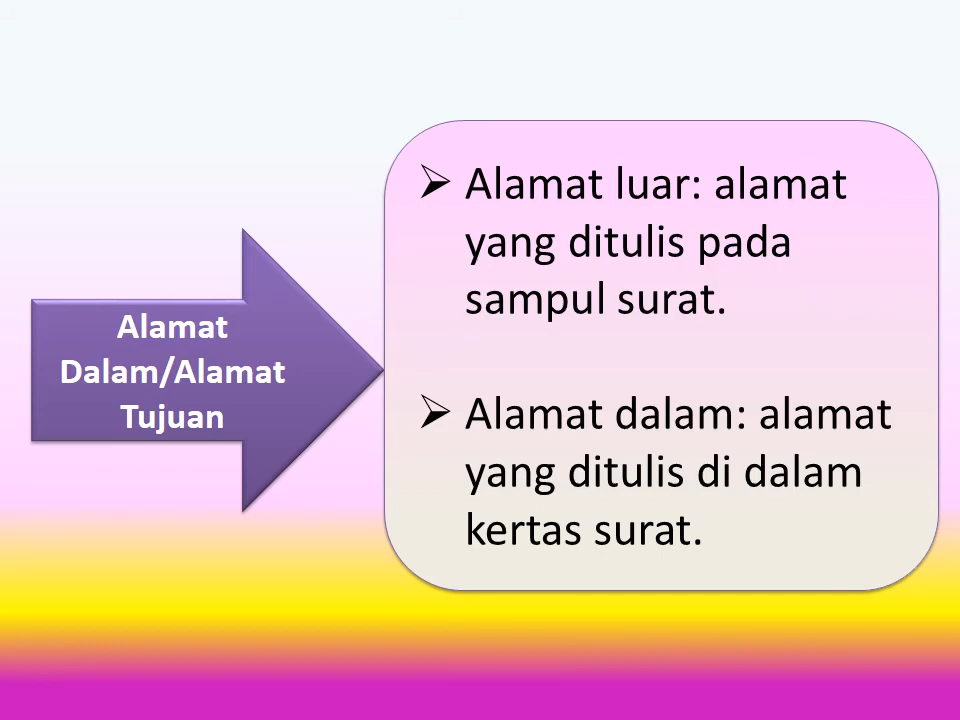 Alamat
Dalam/Alamat
Tujuan
➢ Alamat luar: alamat
yang ditulis pada
sampul surat.
➢ Alamat dalam: alamat
yang ditulis di dalam
kertas surat.